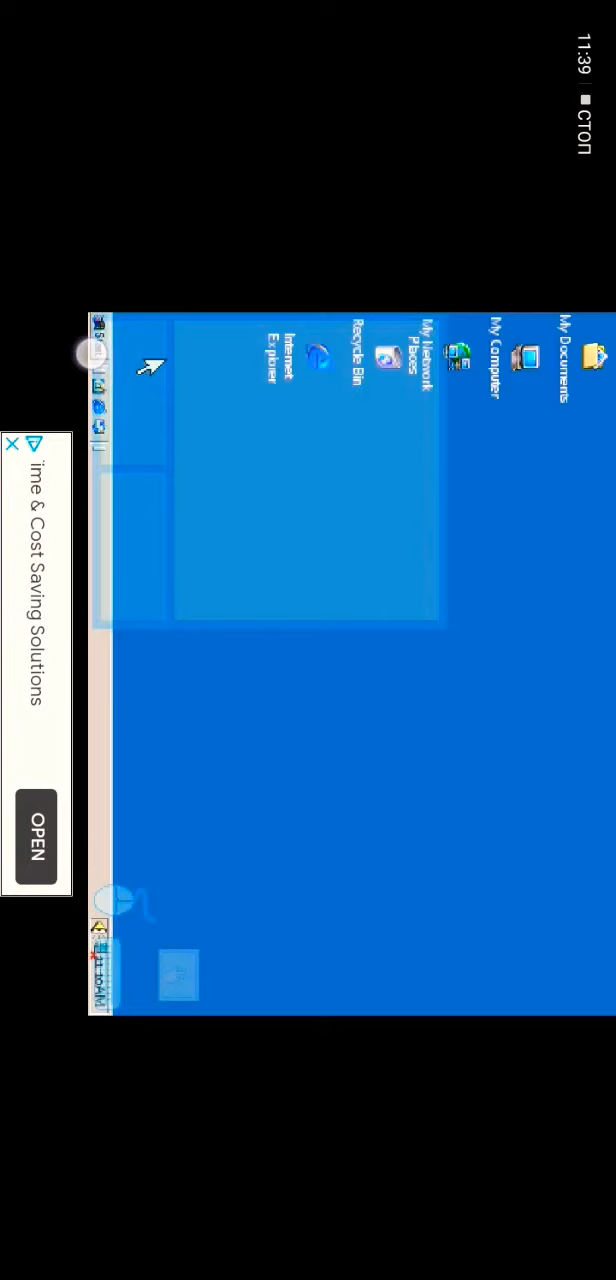 11:39
СТОП
My Documents
My Computer
My Network
Places
Recycle Bin
Internet
Explorer
ime & Cost Saving Solutions
OPEN